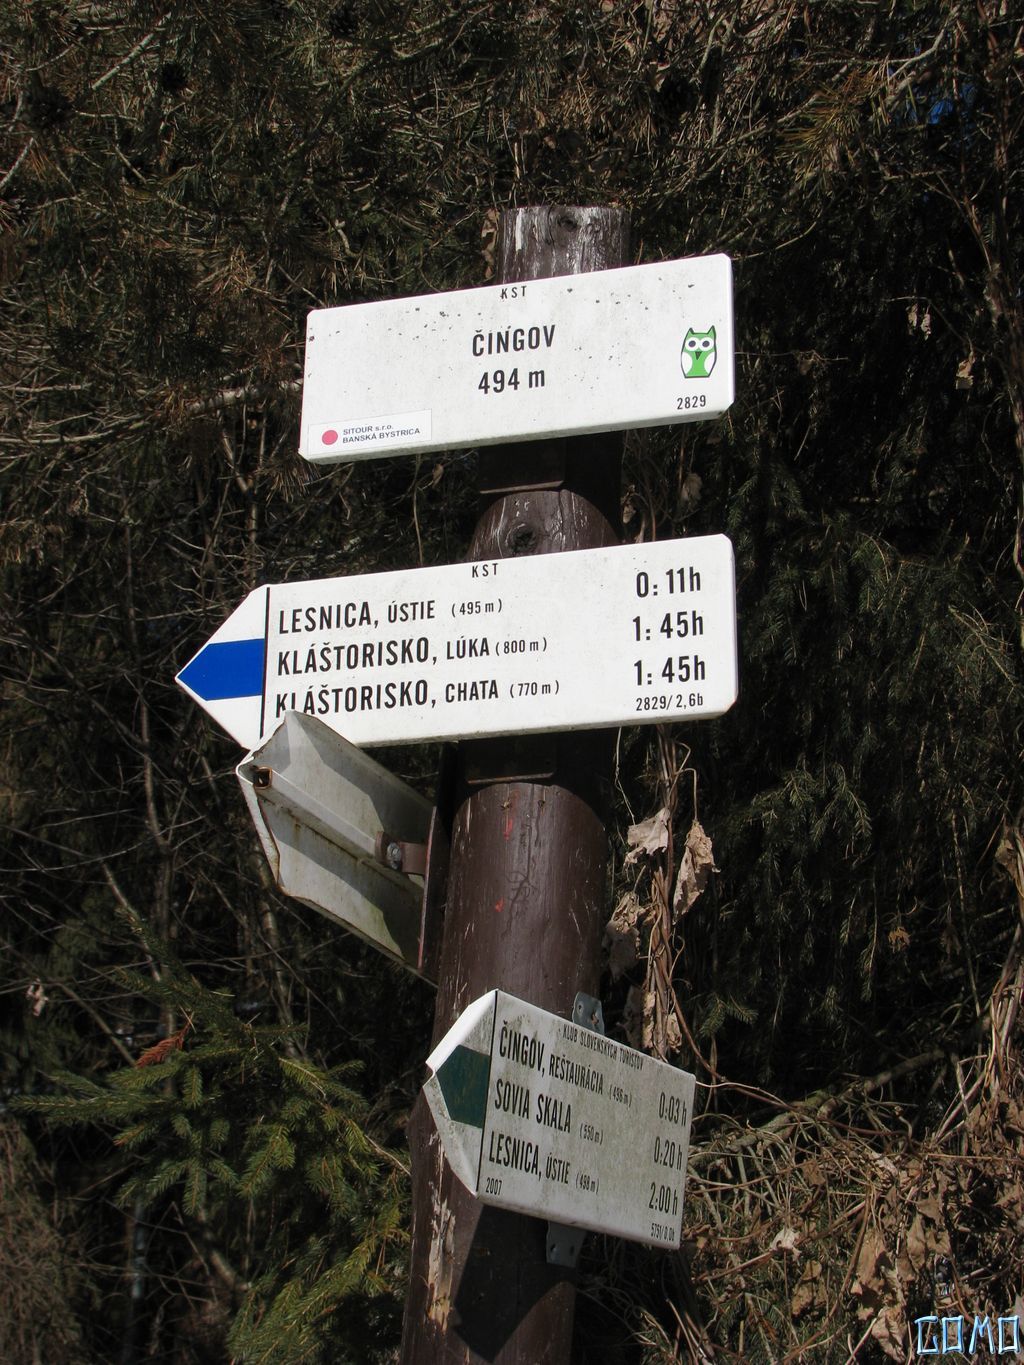 KST
ČINGOV
494 m
2829
SITOUR s.r.o.
BANSKÁ BYSTRICA
KST
LESNICA, ÚSTIE (495 m) 0: 11h
KLÁŠTORISKO, LÚKA (800 m) 1: 45h
KLÁŠTORISKO, CHATA (770 m) 1: 45h
2829/2,6b
KLUB SLOVENSKÝCH TURISTOV
ČINGOV, REŠTAURÁCIA (496 m) 0:03 h
SOVIA SKALA (550 m) 0:20 h
LESNICA, ÚSTIE (498 m) 2:00 h
2007
GOMO